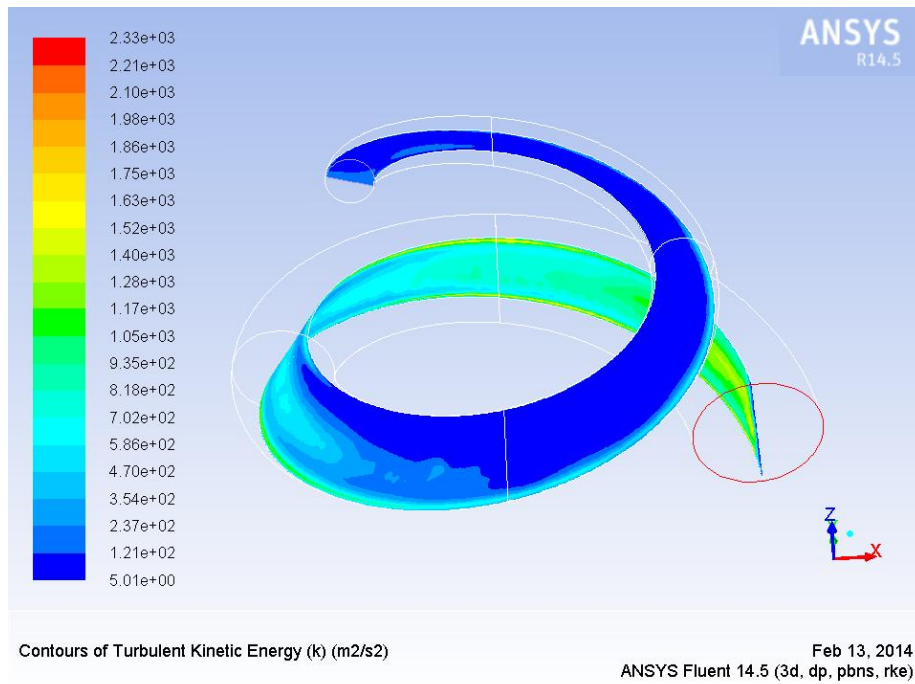 ANSYS
R14.5
2.33e+03
2.21e+03
2.10e+03
1.98e+03
1.86e+03
1.75e+03
1.63e+03
1.52e+03
1.40e+03
1.28e+03
1.17e+03
1.05e+03
9.35e+02
8.18e+02
7.02e+02
5.86e+02
4.70e+02
3.54e+02
2.37e+02
1.21e+02
5.01e+00
Z
X
Contours of Turbulent Kinetic Energy (k) (m2/s2)
Feb 13, 2014
ANSYS Fluent 14.5 (3d, dp, pbns, rke)